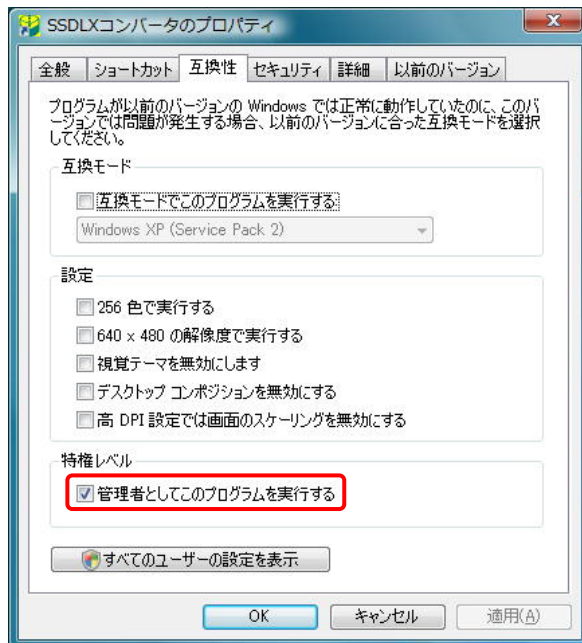 SSDLXコンバータのプロパティ
全般 ショートカット 互換性 セキュリティ 詳細 以前のバージョン
プログラムが以前のバージョンの Windows では正常に動作していたのに、このバ
ージョンでは問題が発生する場合、以前のバージョンに合った互換モードを選択
してください。
互換モード
互換モードでこのプログラムを実行する:
Windows XP (Service Pack 2)
設定
256 色で実行する
640 x 480 の解像度で実行する
視覚テーマを無効にします
デスクトップ コンポジションを無効にする
高 DPI 設定では画面のスケーリングを無効にする
特権レベル
管理者としてこのプログラムを実行する
すべてのユーザーの設定を表示
OK キャンセル 適用(A)